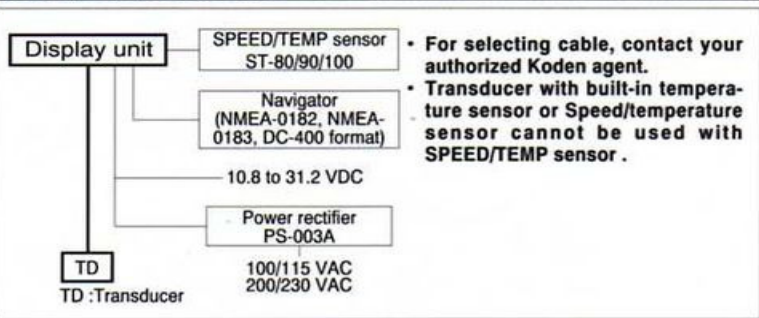 Display unit
SPEED/TEMP sensor
ST-80/90/100
Navigator
(NMEA-0182, NMEA-
0183, DC-400 format)
10.8 to 31.2 VDC
Power rectifier
PS-003A
100/115 VAC
200/230 VAC
TD
TD :Transducer
• For selecting cable, contact your
authorized Koden agent.
• Transducer with built-in tempera-
ture sensor or Speed/temperature
sensor cannot be used with
SPEED/TEMP sensor .